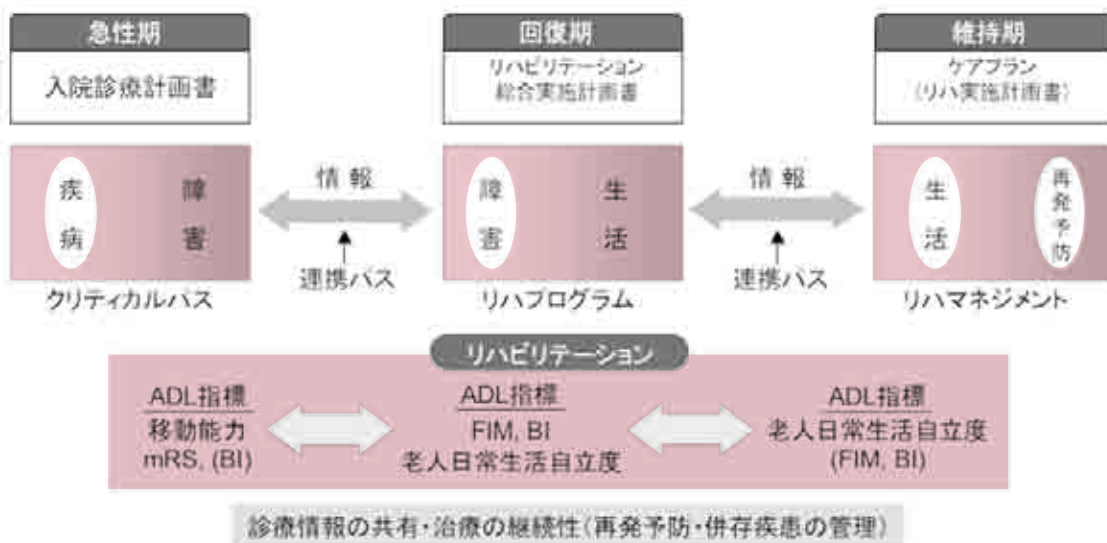 急性期
入院診療計画書
回復期
リハビリテーション
総合実施計画書
維持期
ケアプラン
(リハ実施計画書)
疾病
障害
情報
連携パス
障害
生活
情報
連携パス
生活
再発予防
クリティカルパス
リハプログラム
リハマネジメント
リハビリテーション
ADL指標
移動能力
mRS, (BI)
ADL指標
FIM, BI
老人日常生活自立度
ADL指標
老人日常生活自立度
(FIM, BI)
診療情報の共有・治療の継続性(再発予防・併存疾患の管理)